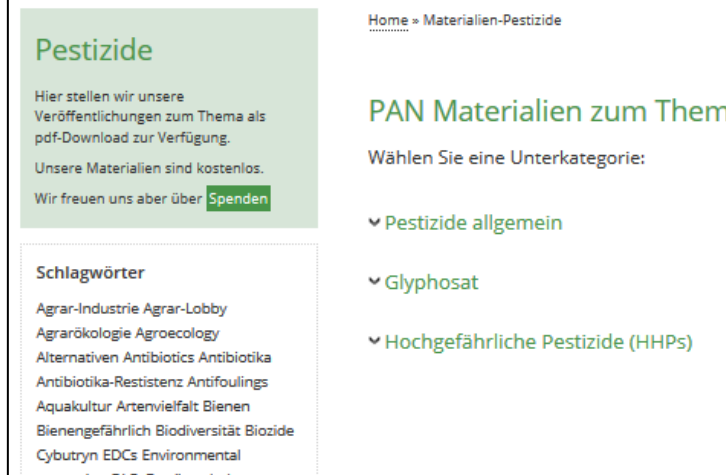 Pestizide
Hier stellen wir unsere
Veröffentlichungen zum Thema als
pdf-Download zur Verfügung.
Unsere Materialien sind kostenlos.
Wir freuen uns aber über Spenden
Schlagwörter
Agrar-Industrie Agrar-Lobby
Agrarökologie Agroecology
Alternativen Antibiotics Antibiotika
Antibiotika-Restistenz Antifoulings
Aquakultur Artenvielfalt Bienen
Bienengefährlich Biodiversität Biozide
Cybutryn EDCs Environmental
Home » Materialien-Pestizide
PAN Materialien zum Them
Wählen Sie eine Unterkategorie:
Pestizide allgemein
Glyphosat
Hochgefährliche Pestizide (HHPs)